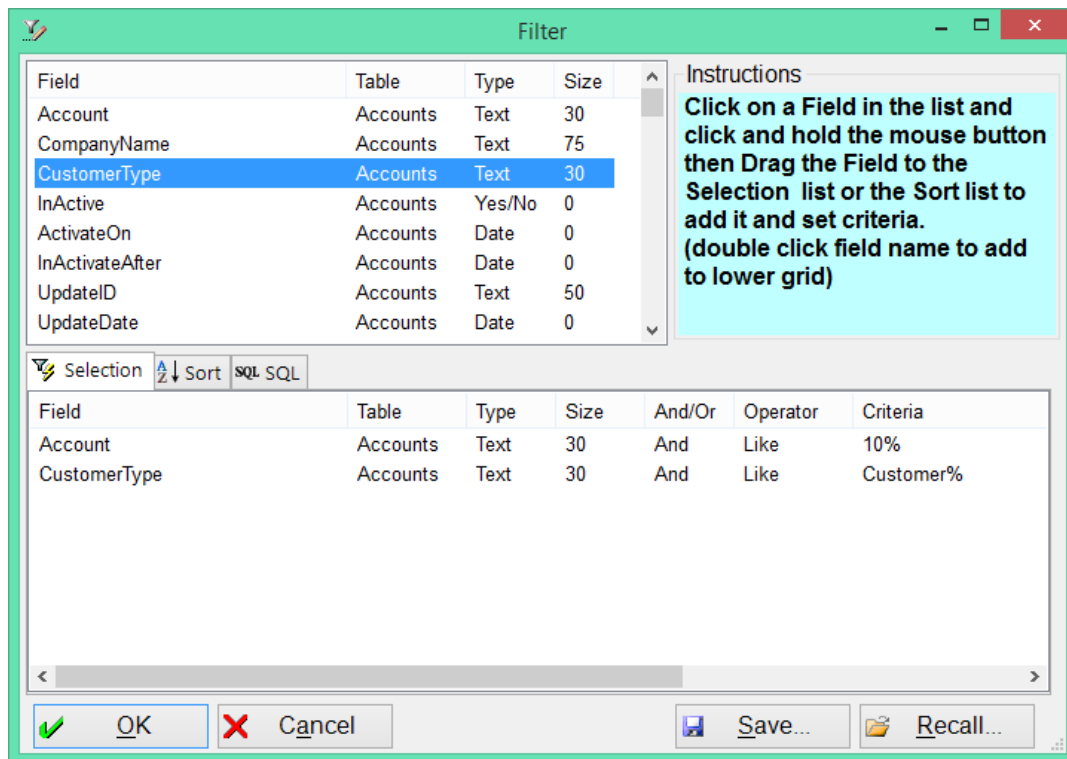 Filter
Field Table Type Size
Account Accounts Text 30
CompanyName Accounts Text 75
CustomerType Accounts Text 30
InActive Accounts Yes/No 0
ActivateOn Accounts Date 0
InActivateAfter Accounts Date 0
UpdateID Accounts Text 50
UpdateDate Accounts Date 0
Instructions
Click on a Field in the list and
click and hold the mouse button
then Drag the Field to the
Selection list or the Sort list to
add it and set criteria.
(double click field name to add
to lower grid)
Selection A Z Sort SQL SQL
Field Table Type Size And/Or Operator Criteria
Account Accounts Text 30 And Like 10%
CustomerType Accounts Text 30 And Like Customer%
OK Cancel Save... Recall...